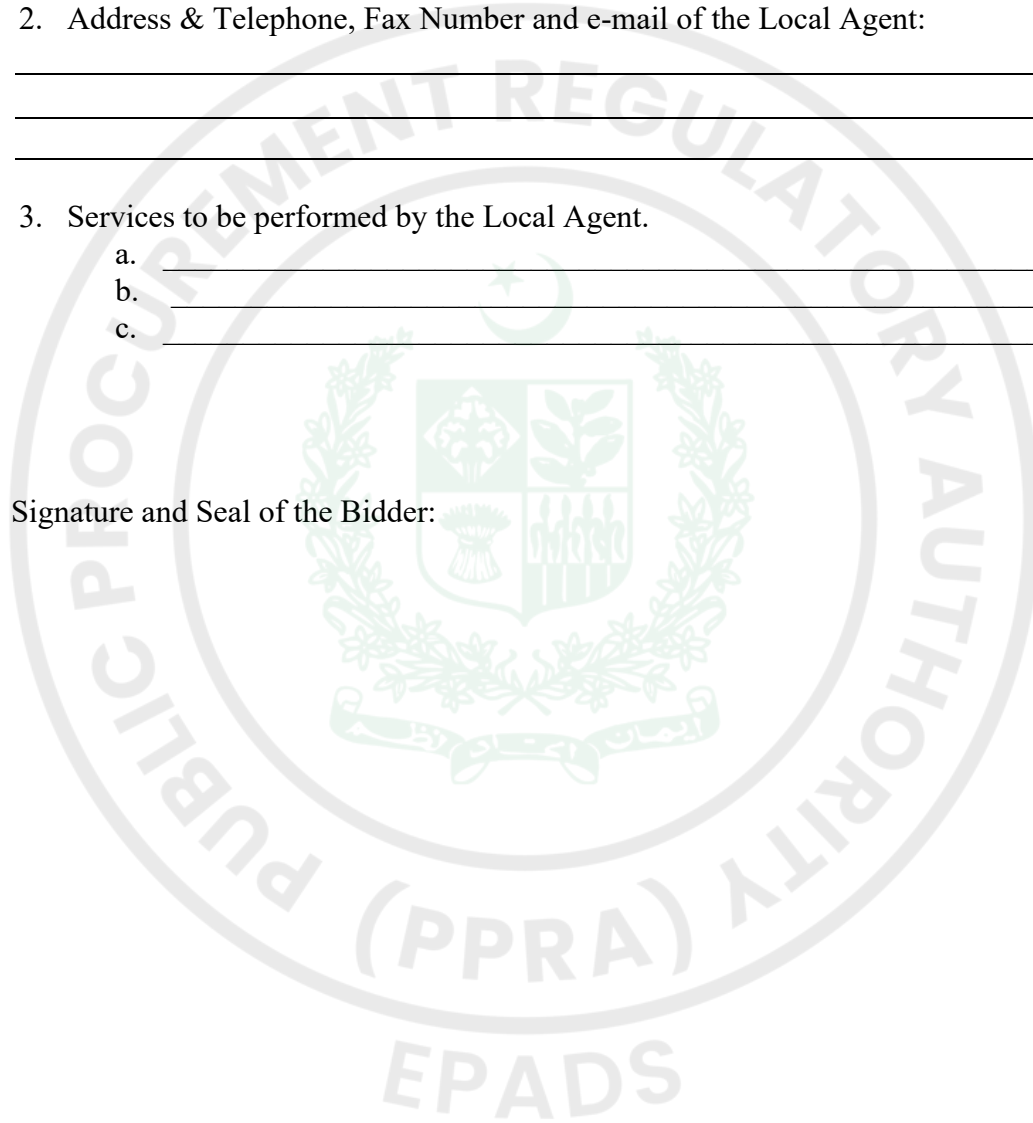 2. Address & Telephone, Fax Number and e-mail of the Local Agent:
3. Services to be performed by the Local Agent.
a.
b.
c.
Signature and Seal of the Bidder:
PUBLIC PROCUREMENT REGULATORY AUTHORITY
(PPRA)
EPADS